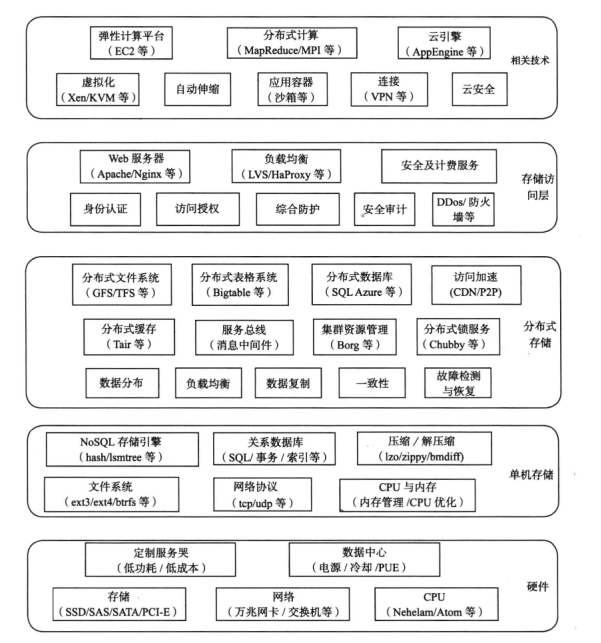 弹性计算平台
（EC2 等）
分布式计算
（MapReduce/MPI 等）
云引擎
（AppEngine 等）
相关技术
虚拟化
（Xen/KVM 等）
自动伸缩
应用容器
（沙箱等）
连接
（VPN 等）
云安全
Web 服务器
（Apache/Nginx 等）
负载均衡
（LVS/HaProxy 等）
安全及计费服务
存储访
问层
身份认证
访问授权
综合防护
安全审计
DDos/ 防火
墙等
分布式文件系统
（GFS/TFS 等）
分布式表格系统
（Bigtable 等）
分布式数据库
（SQL Azure 等）
访问加速
(CDN/P2P)
分布式缓存
（Tair 等）
服务总线
（消息中间件）
集群资源管理
（Borg 等）
分布式锁服务
（Chubby 等）
分布式
存储
数据分布
负载均衡
数据复制
一致性
故障检测
与恢复
NoSQL 存储引擎
（hash/lsmtree 等）
关系数据库
（SQL/ 事务 / 索引等）
压缩 / 解压缩
（lzo/zippy/bmdiff)
单机存储
文件系统
（ext3/ext4/btrfs 等）
网络协议
（tcp/udp 等）
CPU 与内存
（内存管理 /CPU 优化）
定制服务哭
（低功耗 / 低成本）
数据中心
（电源 / 冷却 /PUE）
硬件
存储
（SSD/SAS/SATA/PCI-E
网络
（万兆网卡 / 交换机等）
CPU
（Nehelam/Atom 等）